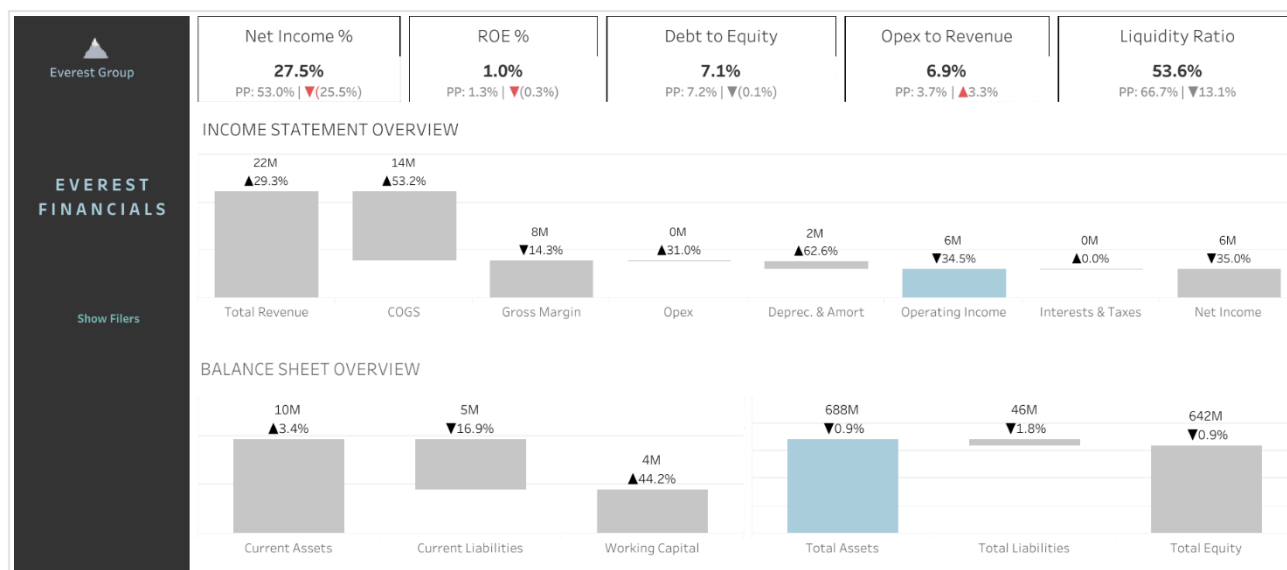 Everest Group
EVEREST
FINANCIALS
Show Filers
Net Income %
27.5%
PP: 53.0% | ▼(25.5%)
ROE %
1.0%
PP: 1.3% | ▼(0.3%)
Debt to Equity
7.1%
PP: 7.2% | ▼(0.1%)
Opex to Revenue
6.9%
PP: 3.7% | ▲3.3%
Liquidity Ratio
53.6%
PP: 66.7% | ▼13.1%
INCOME STATEMENT OVERVIEW
22M
▲29.3%
Total Revenue
14M
▲53.2%
COGS
8M
▼14.3%
Gross Margin
0M
▲31.0%
Opex
2M
▲62.6%
Deprec. & Amort
6M
▼34.5%
Operating Income
0M
▲0.0%
Interests & Taxes
6M
▼35.0%
Net Income
BALANCE SHEET OVERVIEW
10M
▲3.4%
Current Assets
5M
▼16.9%
Current Liabilities
4M
▲44.2%
Working Capital
688M
▼0.9%
Total Assets
46M
▼1.8%
Total Liabilities
642M
▼0.9%
Total Equity